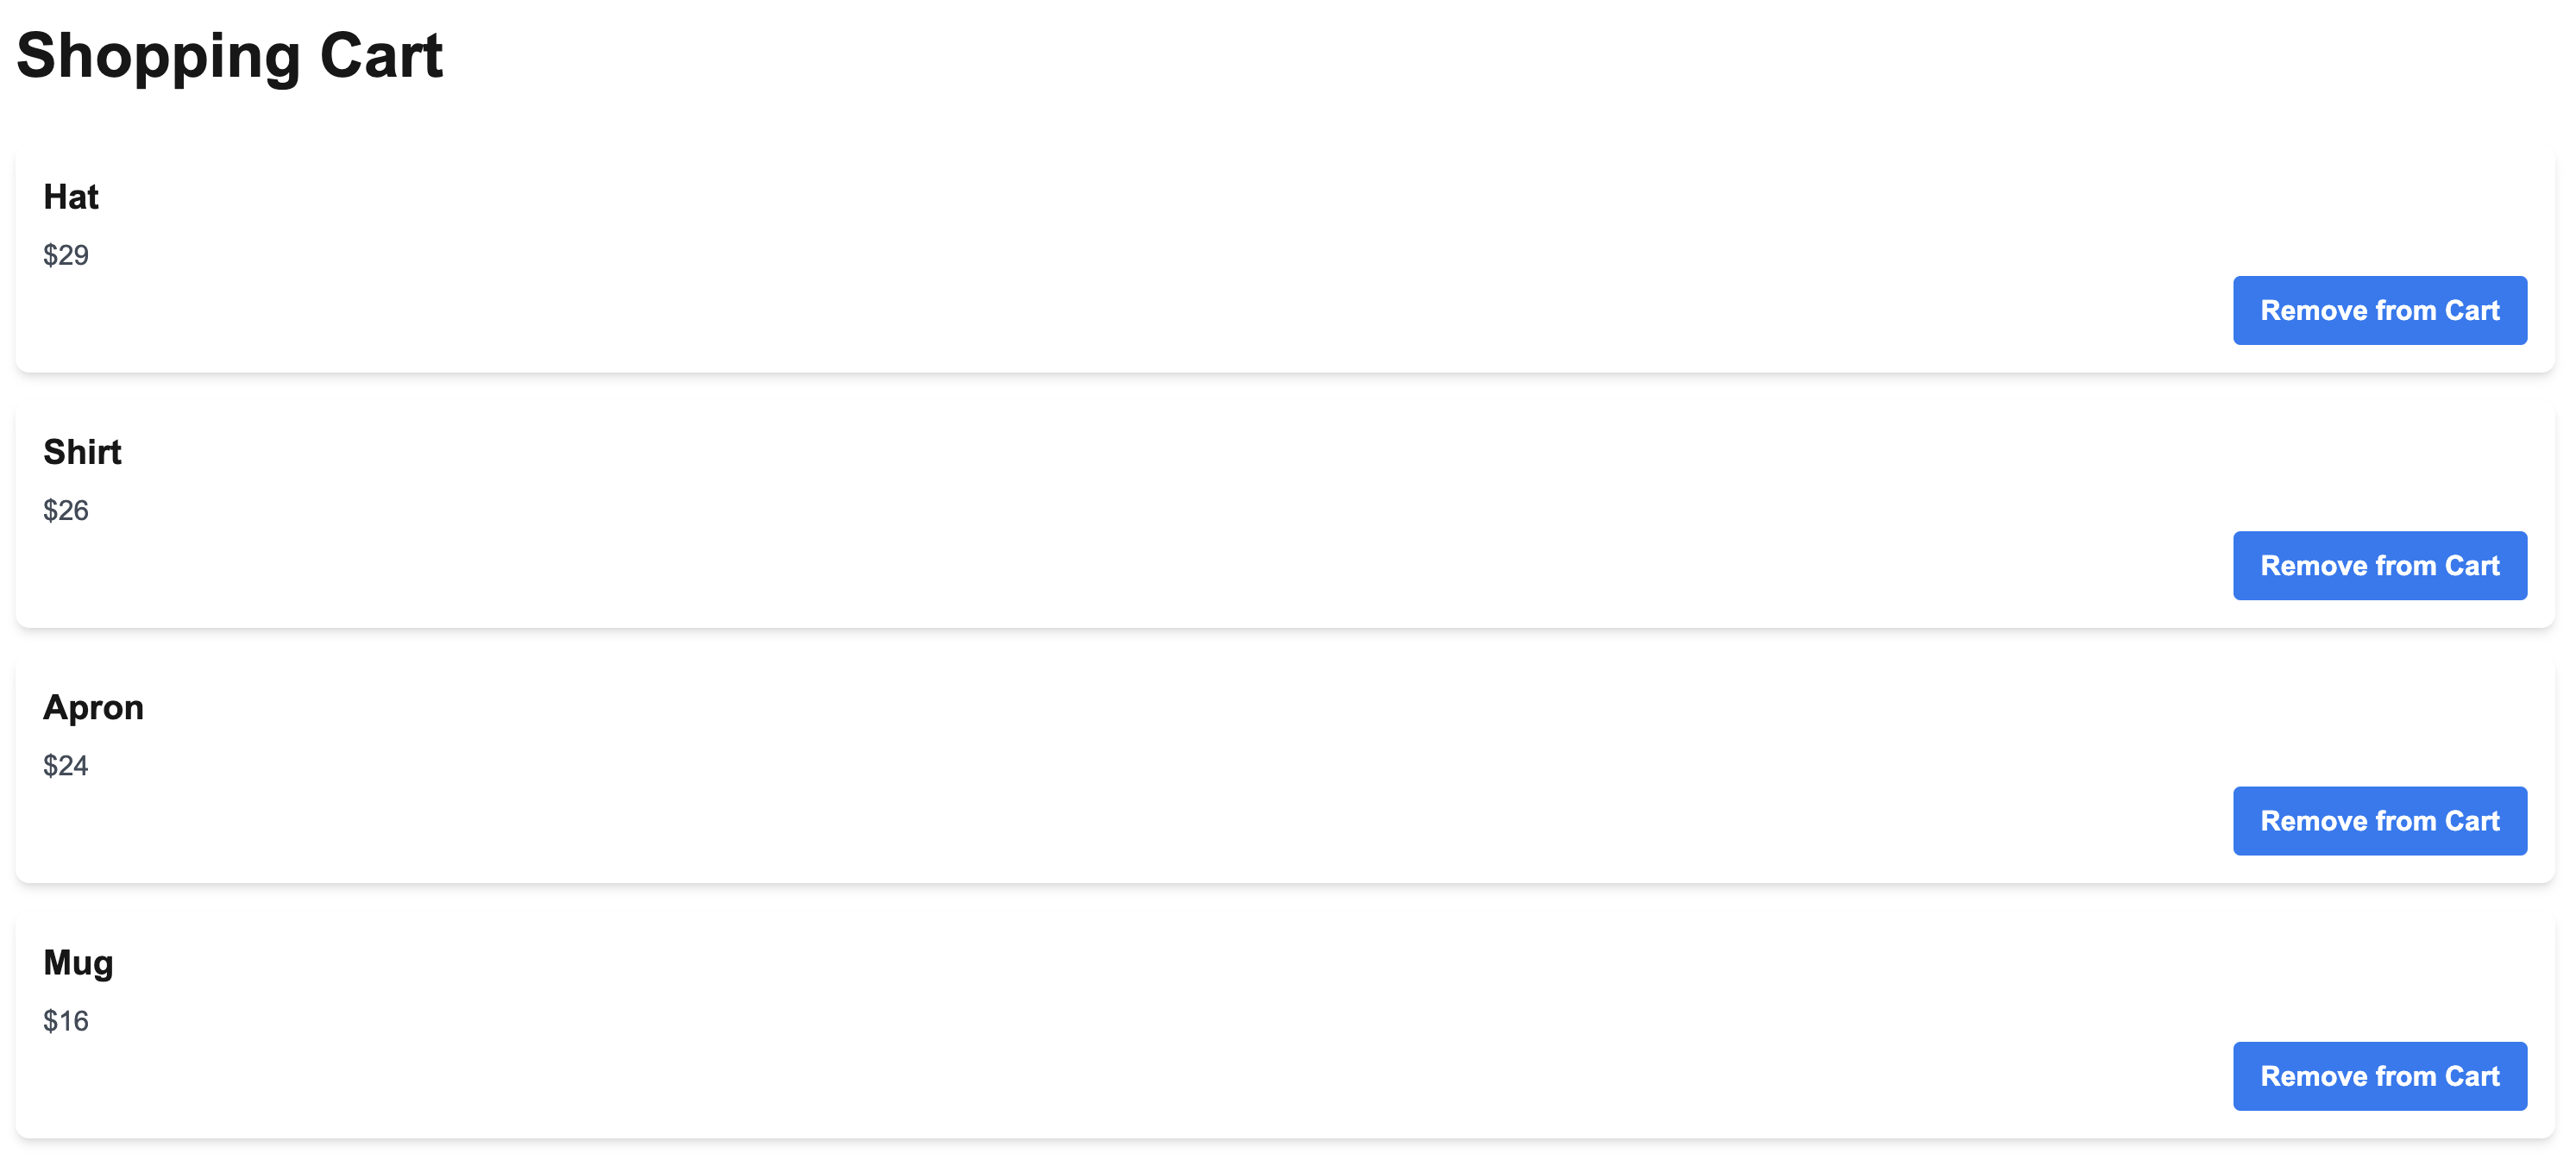 Shopping Cart
Hat
$29
Remove from Cart
Shirt
$26
Remove from Cart
Apron
$24
Remove from Cart
Mug
$16
Remove from Cart